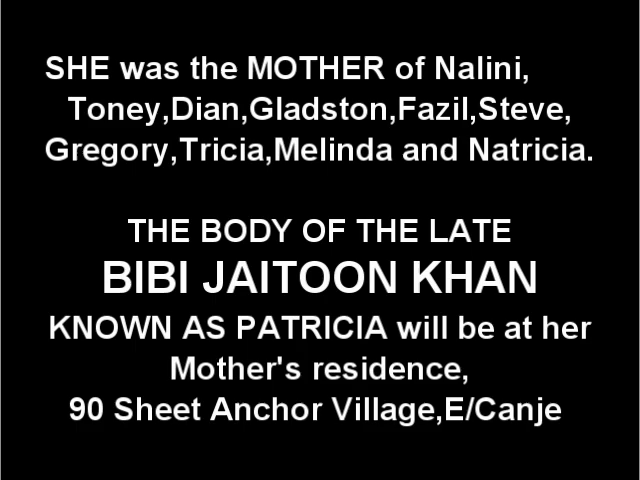 SHE was the MOTHER of Nalini,
Toney,Dian,Gladston,Fazil,Steve,
Gregory,Tricia,Melinda and Natricia.
THE BODY OF THE LATE
BIBI JAITOON KHAN
KNOWN AS PATRICIA will be at her
Mother's residence,
90 Sheet Anchor Village,E/Canje